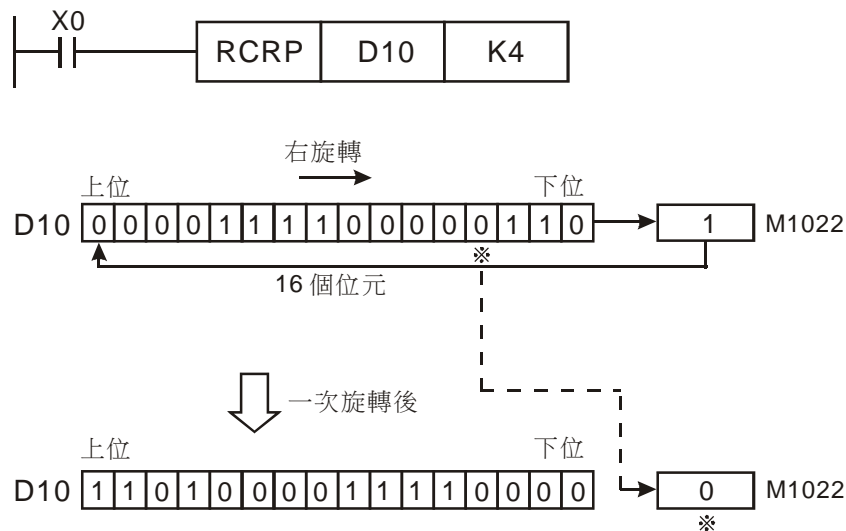 X0
RCRP D10 K4
右旋轉
上位 下位
D10 0 0 0 0 1 1 1 1 0 0 0 0 0 1 1 0 1 M1022
※
16 個位元
一次旋轉後
上位 下位
D10 1 1 0 1 0 0 0 0 1 1 1 1 0 0 0 0 0 M1022
※